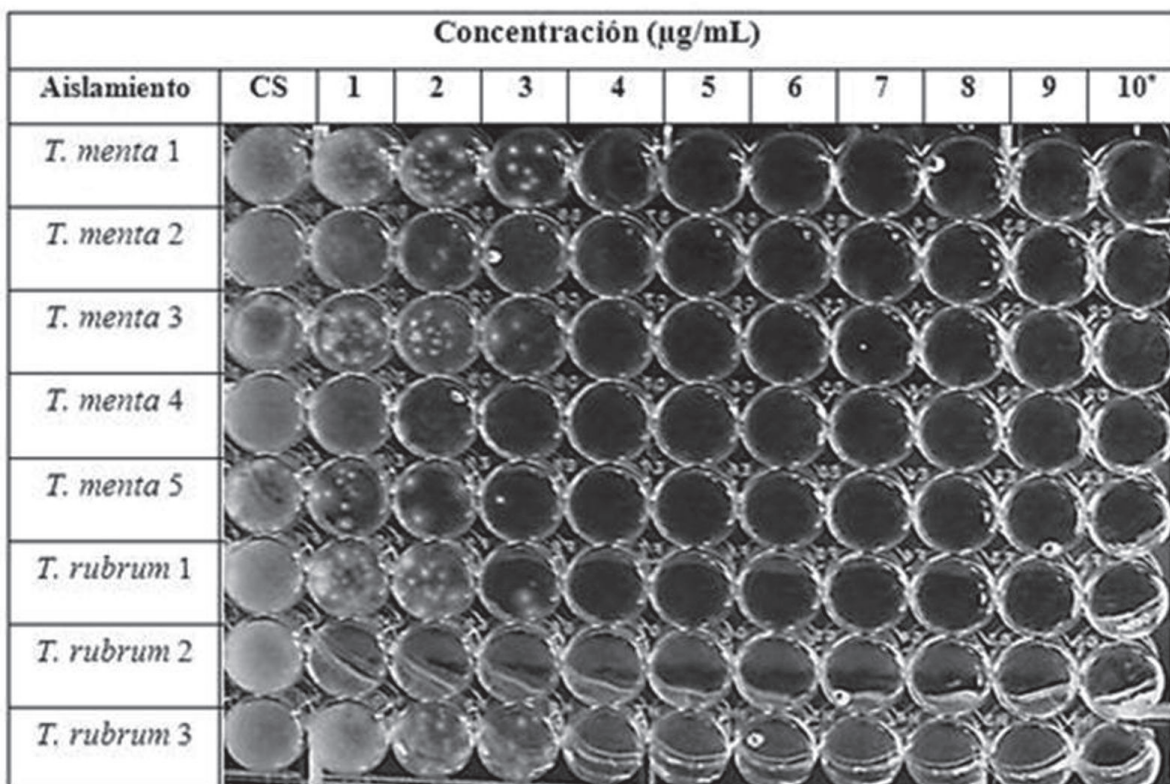 Concentración (µg/mL)
Aislamiento CS 1 2 3 4 5 6 7 8 9 10*
T. menta 1
T. menta 2
T. menta 3
T. menta 4
T. menta 5
T. rubrum 1
T. rubrum 2
T. rubrum 3